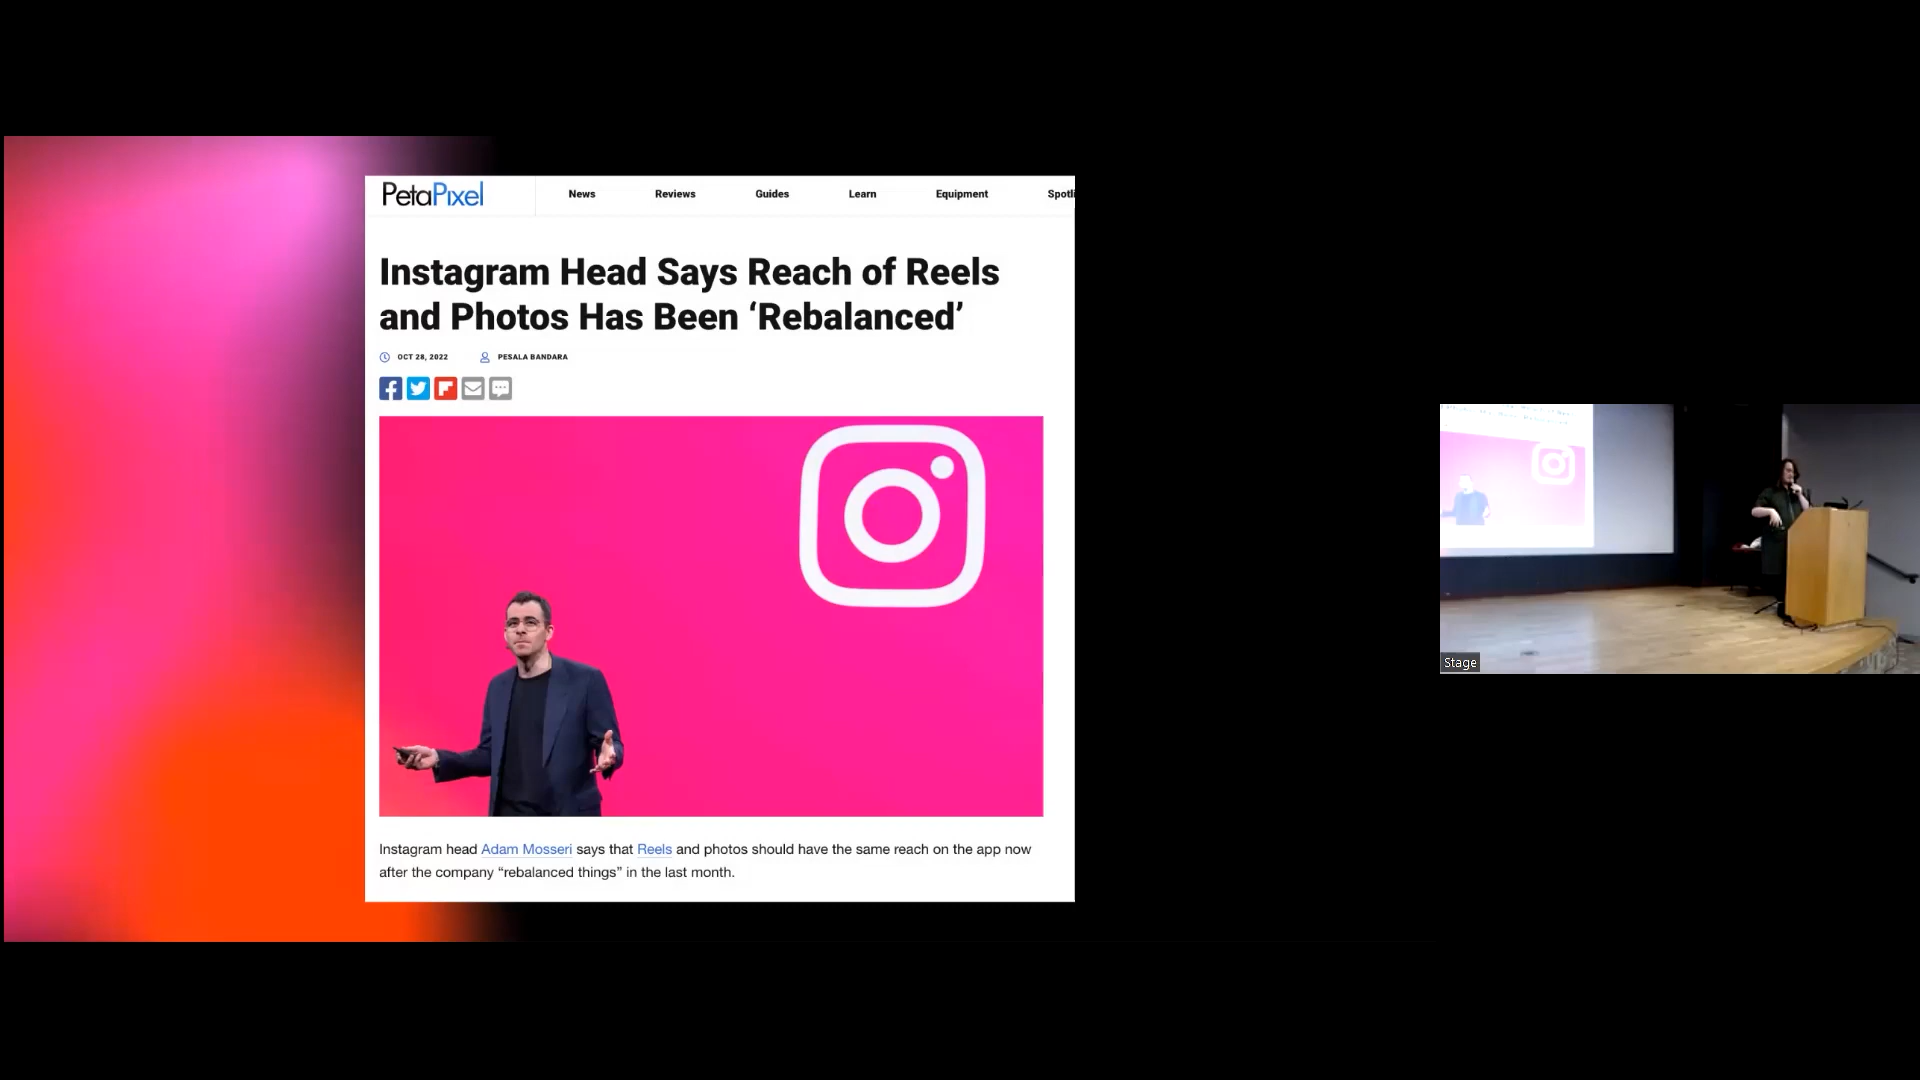 PetaPixel
News Reviews Guides Learn Equipment Spotli
Instagram Head Says Reach of Reels
and Photos Has Been ‘Rebalanced’
OCT 28, 2022 PESALA BANDARA
Instagram head Adam Mosseri says that Reels and photos should have the same reach on the app now
after the company “rebalanced things” in the last month.
Stage